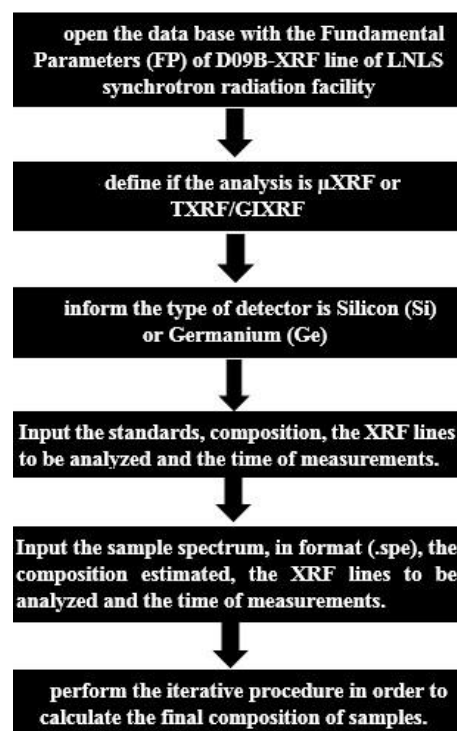 open the data base with the Fundamental
Parameters (FP) of D09B-XRF line of LNLS
synchrotron radiation facility
define if the analysis is μXRF or
TXRF/GIXRF
inform the type of detector is Silicon (Si)
or Germanium (Ge)
Input the standards, composition, the XRF lines
to be analyzed and the time of measurements.
Input the sample spectrum, in format (.spe), the
composition estimated, the XRF lines to be
analyzed and the time of measurements.
perform the iterative procedure in order to
calculate the final composition of samples.